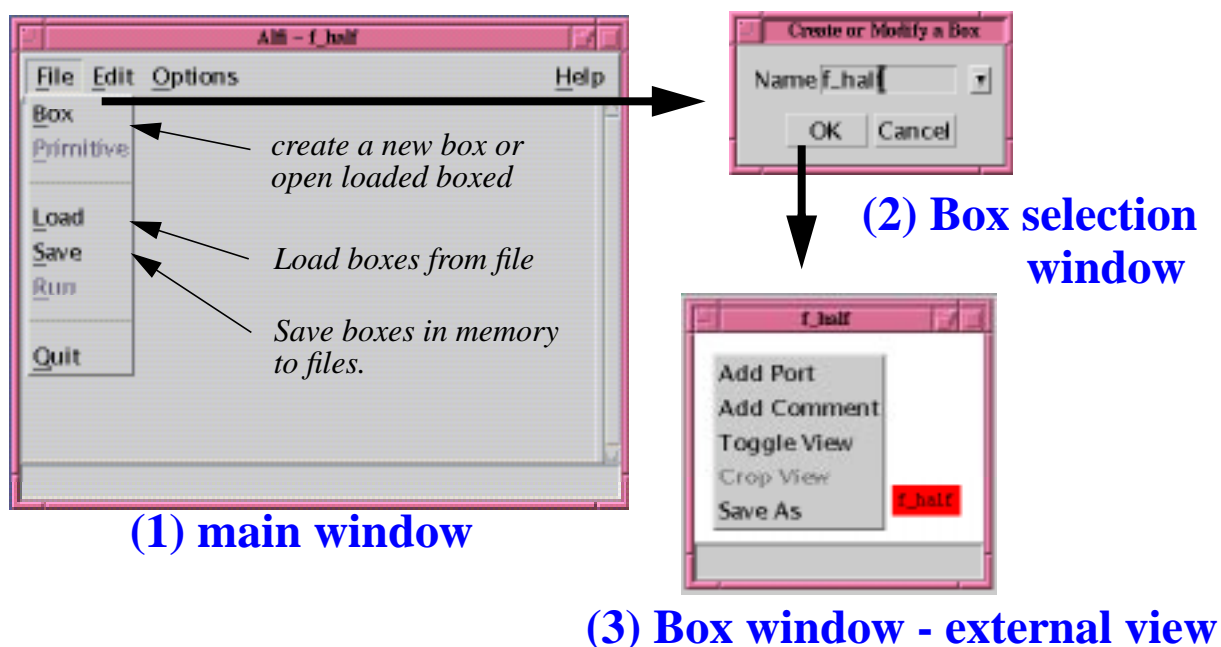 Alfi – f_half
File Edit Options Help
Box
Primitive
Load
Save
Run
Quit
create a new box or
open loaded boxed
Load boxes from file
Save boxes in memory
to files.
(1) main window
Create or Modify a Box
Name f_half
OK Cancel
(2) Box selection
window
f_half
Add Port
Add Comment
Toggle View
Crop View
Save As
f_half
(3) Box window - external view